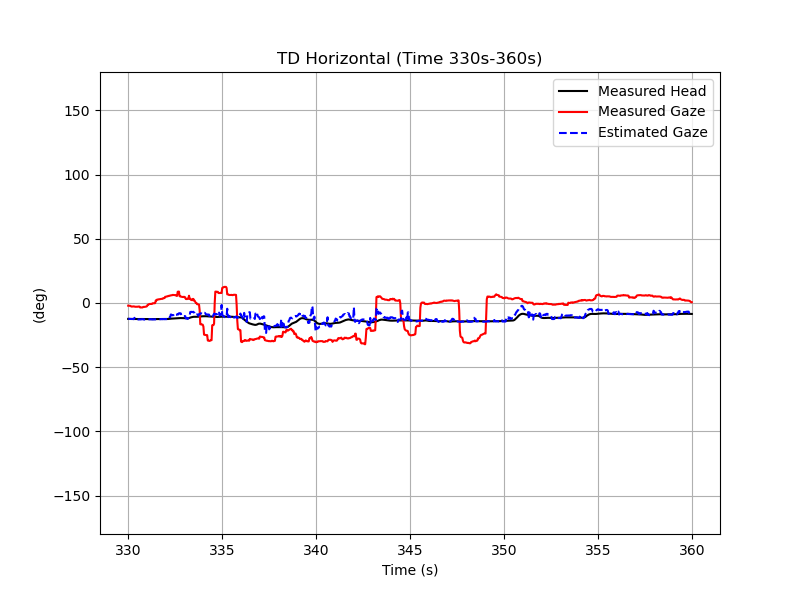 TD Horizontal (Time 330s-360s)
Measured Head
Measured Gaze
Estimated Gaze
150
100
50
0
−50
−100
−150
(deg)
330 335 340 345 350 355 360
Time (s)